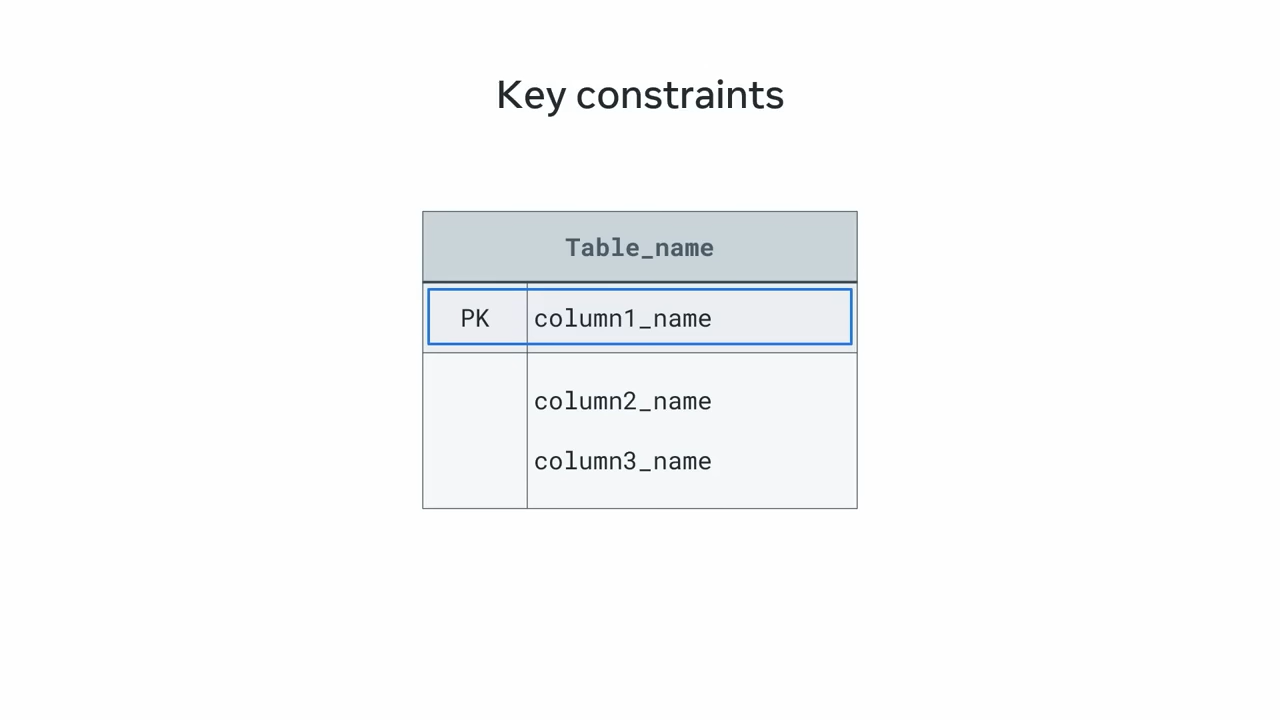 Key constraints
Table_name
PK column1_name
column2_name
column3_name